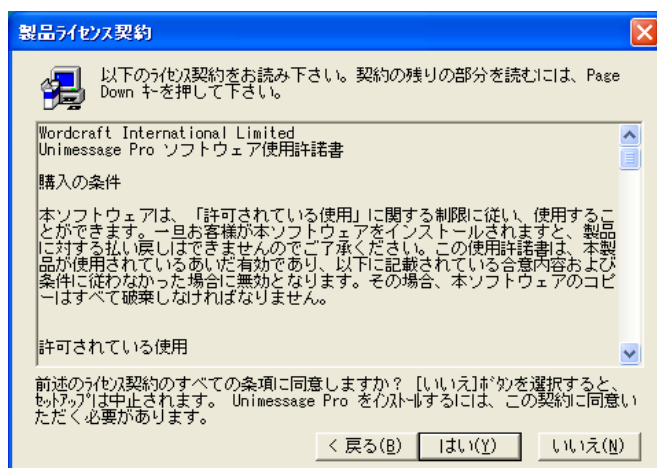 製品ライセンス契約
以下のライセンス契約をお読み下さい。契約の残りの部分を読むには、Page
Down キーを押して下さい。
Wordcraft International Limited
Unimessage Pro ソフトウェア使用許諾書
購入の条件
本ソフトウェアは、「許可されている使用」に関する制限に従い、使用するこ
とができます。一旦お客様が本ソフトウェアをインストールされますと、製品
に対する払い戻しはできませんのでご了承ください。この使用許諾書は、本製
品が使用されているあいだ有効であり、以下に記載されている合意内容および
条件に従わなかった場合に無効となります。その場合、本ソフトウェアのコピ
ーはすべて破棄しなければなりません。
許可されている使用
前述のライセンス契約のすべての条項に同意しますか？ [いいえ]ボタンを選択すると、
セットアップは中止されます。 Unimessage Pro をインストールするには、この契約に同意い
ただく必要があります。
< 戻る(B) はい(Y) いいえ(N)